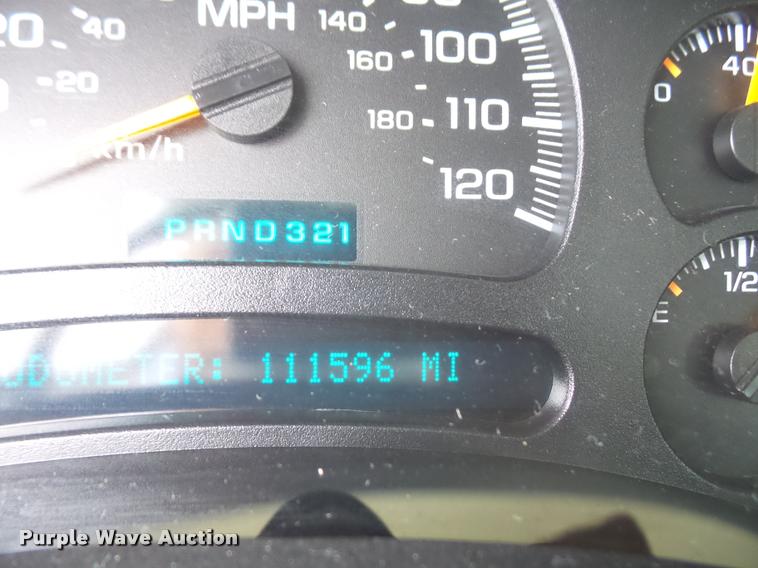 20 40
MPH
140 100
20
160
0 40
180 110
km/h
120
PRND321
1/2
E
ODOMETER: 111596 MI
Purple Wave Auction